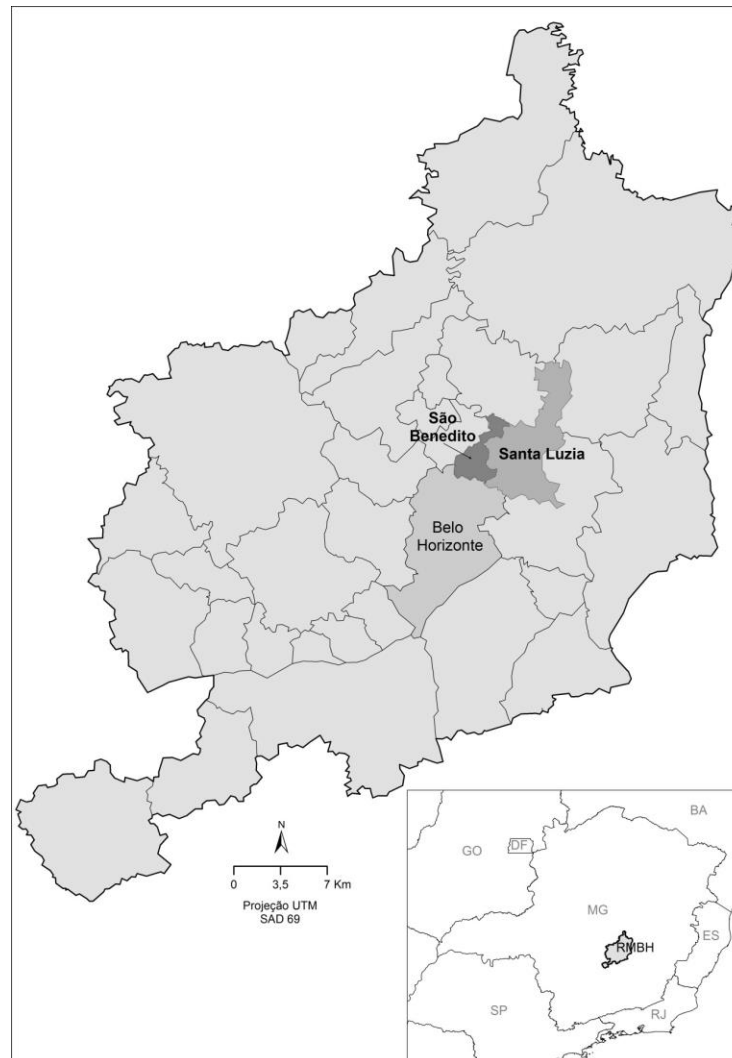 São
Benedito
Santa Luzia
Belo
Horizonte
N
0 3,5 7 Km
Projeção UTM
SAD 69
BA
GO
DF
MG
ES
RMBH
SP
RJ